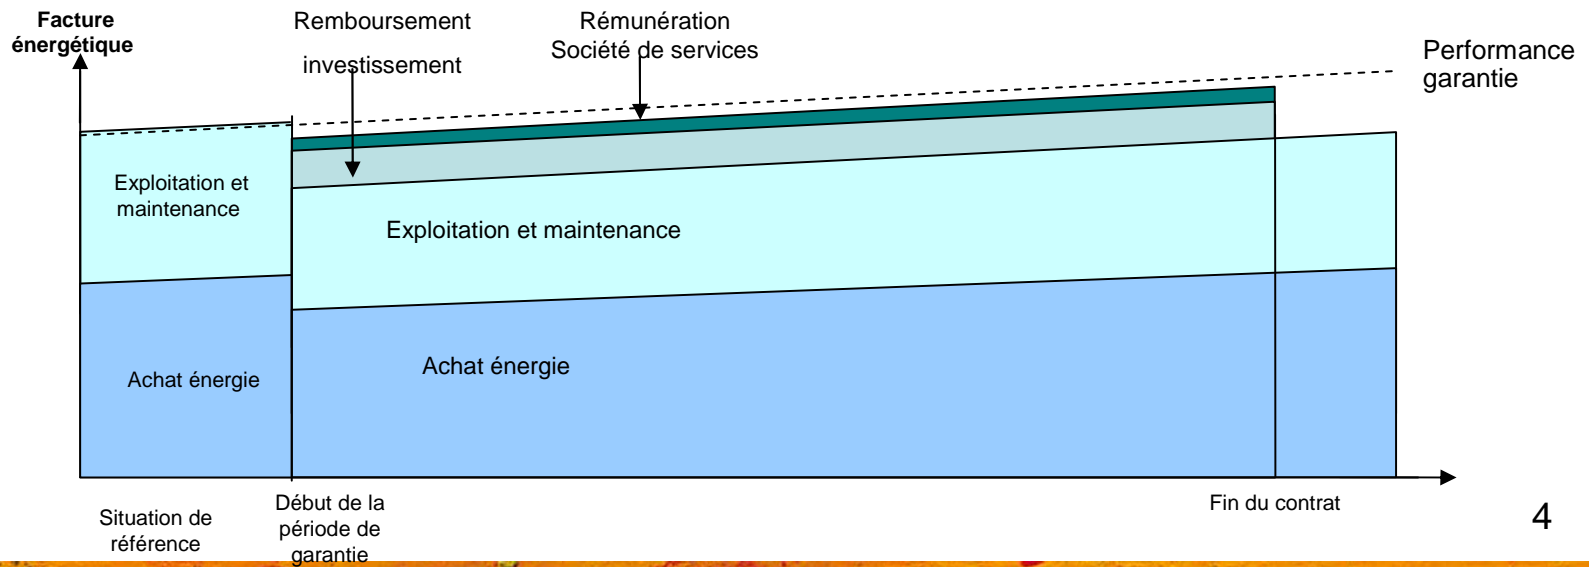 Facture
énergétique
Remboursement
investissement
Rémunération
Société de services
Performance
garantie
Exploitation et
maintenance
Exploitation et maintenance
Achat énergie
Achat énergie
Situation de
référence
Début de la
période de
garantie
Fin du contrat
4